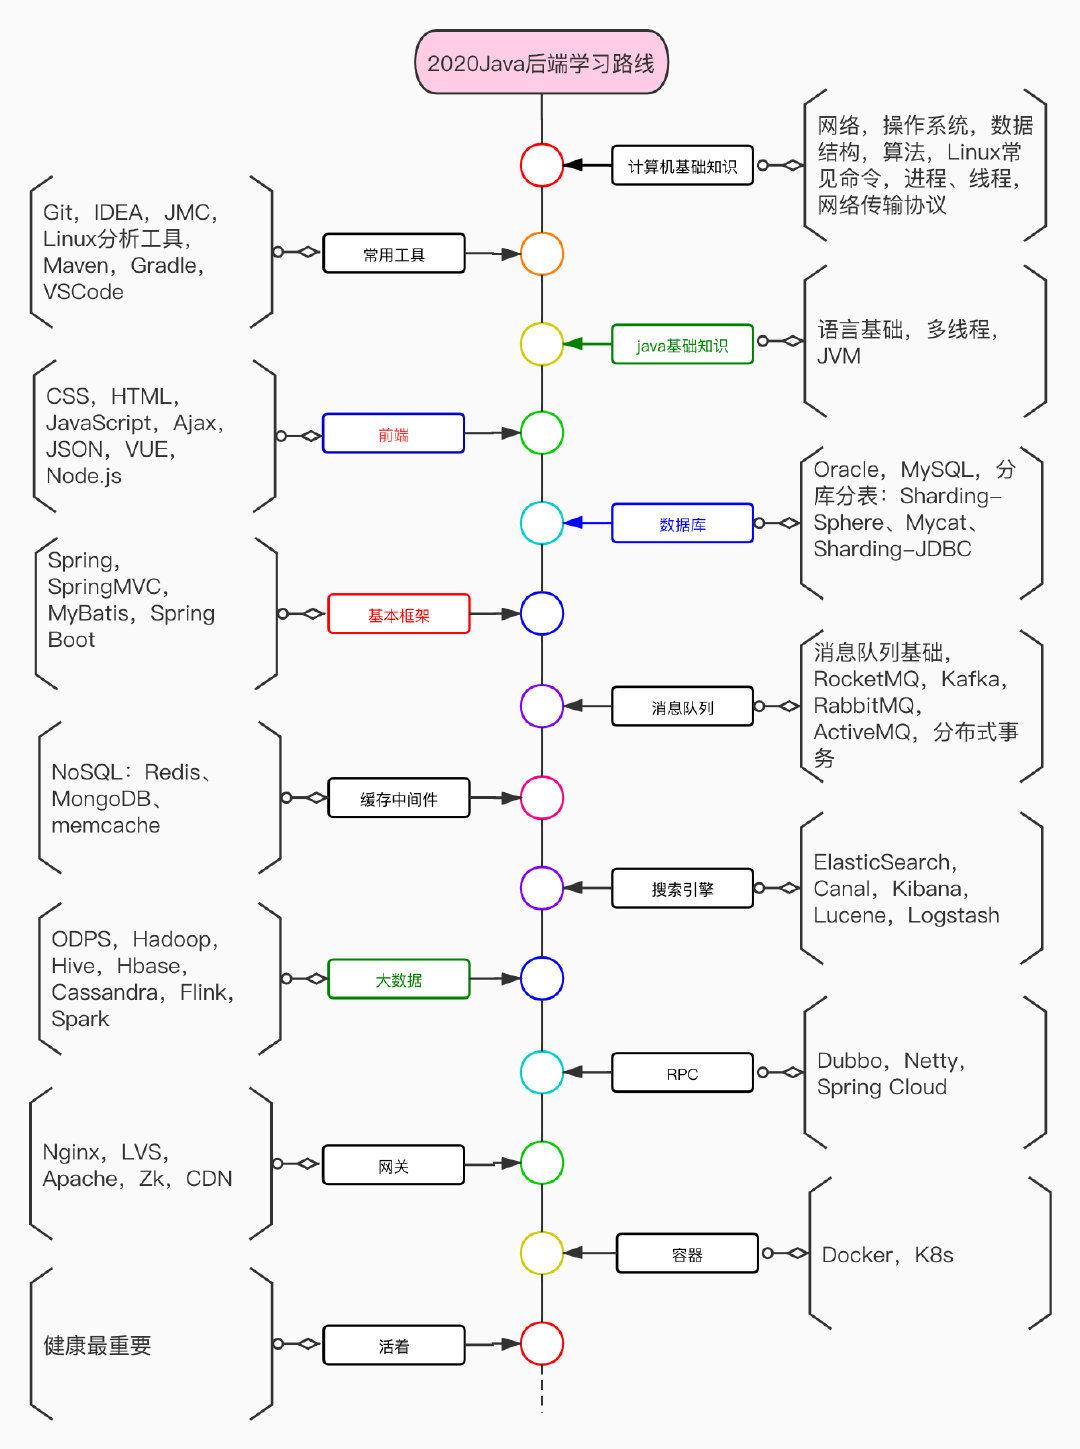 2020Java后端学习路线
计算机基础知识
网络，操作系统，数据
结构，算法，Linux常
见命令，进程、线程，
网络传输协议
Git，IDEA，JMC，
Linux分析工具，
Maven，Gradle，
VSCode
常用工具
java基础知识
语言基础，多线程，
JVM
CSS，HTML，
JavaScript，Ajax，
JSON，VUE，
Node.js
前端
数据库
Oracle，MySQL，分
库分表：Sharding-
Sphere、Mycat、
Sharding-JDBC
Spring，
SpringMVC，
MyBatis，Spring
Boot
基本框架
消息队列
消息队列基础，
RocketMQ，Kafka，
RabbitMQ，
ActiveMQ，分布式事
务
NoSQL：Redis、
MongoDB、
memcache
缓存中间件
搜索引擎
ElasticSearch，
Canal，Kibana，
Lucene，Logstash
ODPS，Hadoop，
Hive，Hbase，
Cassandra，Flink，
Spark
大数据
RPC
Dubbo，Netty，
Spring Cloud
Nginx，LVS，
Apache，Zk，CDN
网关
容器
Docker，K8s
健康最重要
活着